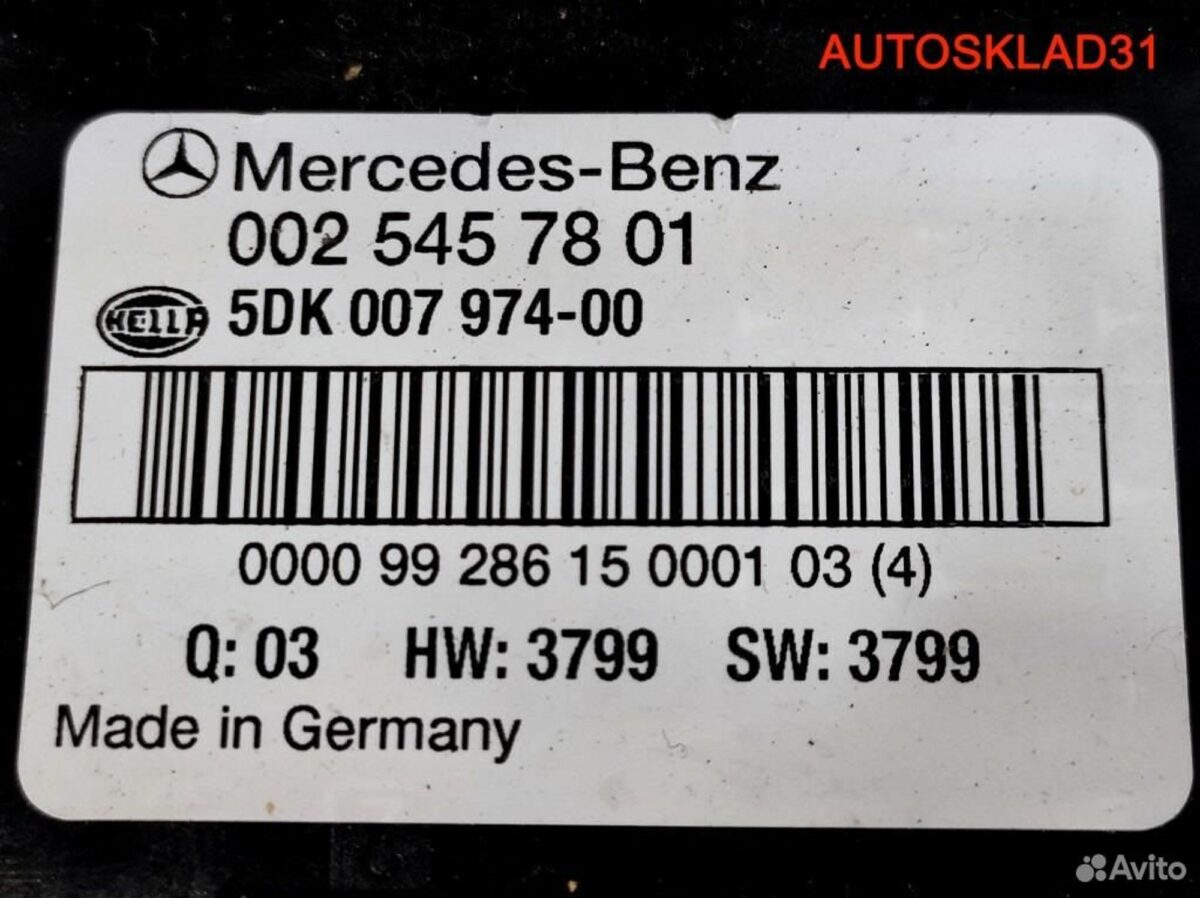 AUTOSKLAD31
Mercedes-Benz
002 545 78 01
HELLA 5DK 007 974-00
0000 99 286 15 0001 03 (4)
Q: 03 HW: 3799 SW: 3799
Made in Germany
Avito